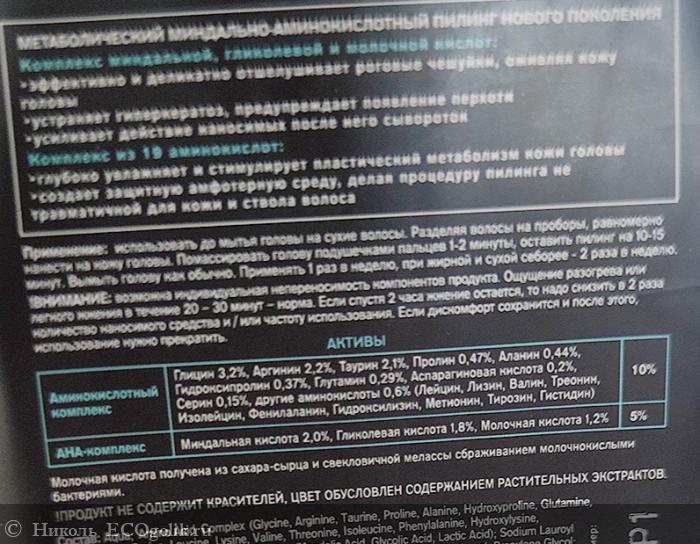 МЕТАБОЛИЧЕСКИЙ МИНДАЛЬНО-АМИНОКИСЛОТНЫЙ ПИЛИНГ НОВОГО ПОКОЛЕНИЯ
Комплекс миндальной, гликолевой и молочной кислот:
•эффективно и деликатно отшелушивает роговые чешуйки, оживляя кожу
головы
•устраняет гиперкератоз, предупреждает появление перхоти
•усиливает действие наносимых после него сывороток
Комплекс из 19 аминокислот:
•глубоко увлажняет и стимулирует пластический метаболизм кожи головы
•создает защитную амфотерную среду, делая процедуру пилинга не
травматичной для кожи и ствола волоса
Применение: использовать до мытья головы на сухие волосы. Разделяя волосы на проборы, равномерно
нанести на кожу головы. Помассировать голову подушечками пальцев 1-2 минуты, оставить пилинг на 10-15
минут. Вымыть голову как обычно. Применять 1 раз в неделю, при жирной и сухой себорее - 2 раза в неделю.
!ВНИМАНИЕ: возможна индивидуальная непереносимость компонентов продукта. Ощущение разогрева или
легкого жжения в течение 20 – 30 минут – норма. Если спустя 2 часа жжение остается, то надо снизить в 2 раза
количество наносимого средства и / или частоту использования. Если дискомфорт сохранится и после этого,
использование нужно прекратить.
АКТИВЫ
Аминокислотный комплекс
Глицин 3,2%, Аргинин 2,2%, Таурин 2,1%, Пролин 0,47%, Аланин 0,44%,
Гидроксипролин 0,37%, Глутамин 0,29%, Аспарагиновая кислота 0,2%,
Серин 0,15%, другие аминокислоты 0,6% (Лейцин, Лизин, Валин, Треонин,
Изолейцин, Фенилаланин, Гидроксилизин, Метионин, Тирозин, Гистидин)
10%
АНА-комплекс
Миндальная кислота 2,0%, Гликолевая кислота 1,8%, Молочная кислота 1,2%
5%
Молочная кислота получена из сахара-сырца и свекловичной мелассы сбраживанием молочнокислыми
бактериями.
!ПРОДУКТ НЕ СОДЕРЖИТ КРАСИТЕЛЕЙ, ЦВЕТ ОБУСЛОВЛЕН СОДЕРЖАНИЕМ РАСТИТЕЛЬНЫХ ЭКСТРАКТОВ.
Complex (Glycine, Arginine, Taurine, Proline, Alanine, Hydroxyproline, Glutamine,
Lysine, Valine, Threonine, Isoleucine, Phenylalanine, Hydroxylysine,
Glycolic Acid, Lactic Acid); Sodium Lauroyl
P1
© Николь_ECOgolik.ru